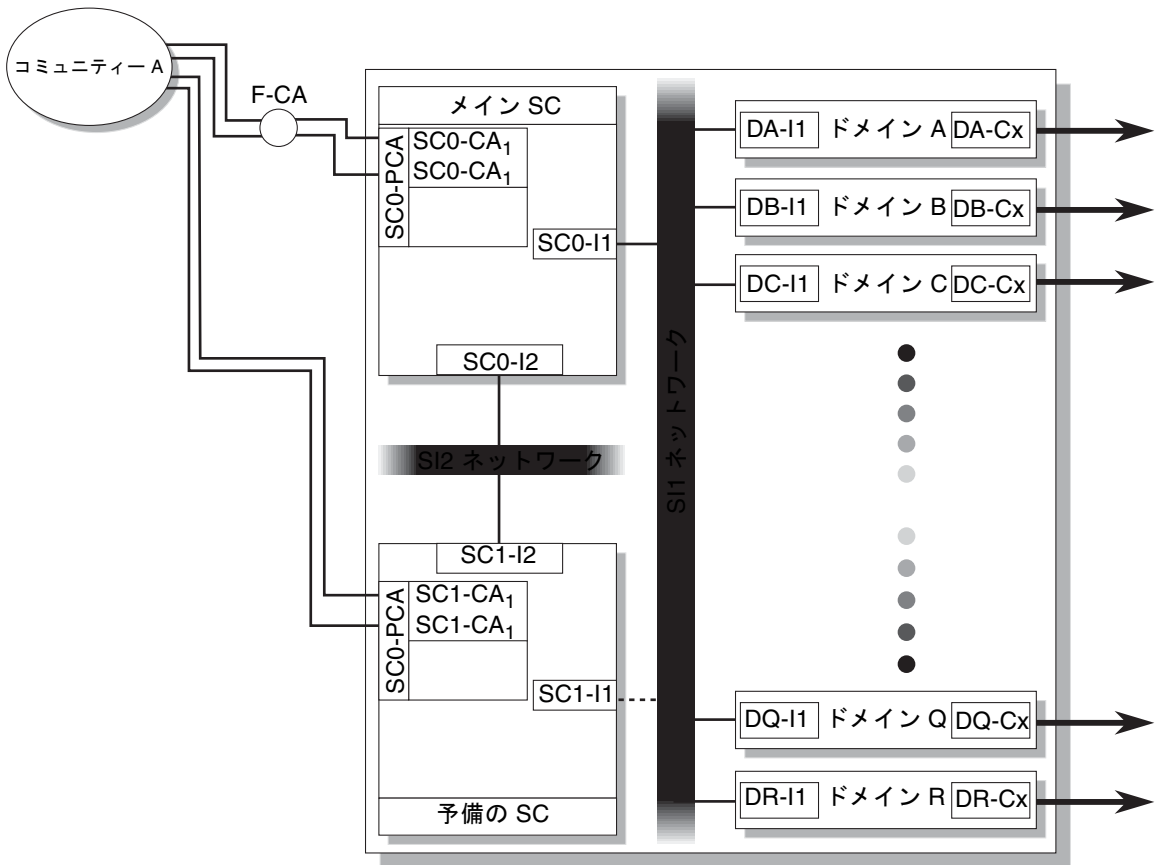 コミュニティー A
F-CA
メイン SC
SC0-PCA
SC0-CA₁
SC0-CA₁
SC0-I1
SC0-I2
SI2 ネットワーク
SC1-I2
SC0-PCA
SC1-CA₁
SC1-CA₁
SC1-I1
予備の SC
SI1 ネットワーク
DA-I1 ドメイン A DA-Cx
DB-I1 ドメイン B DB-Cx
DC-I1 ドメイン C DC-Cx
DQ-I1 ドメイン Q DQ-Cx
DR-I1 ドメイン R DR-Cx